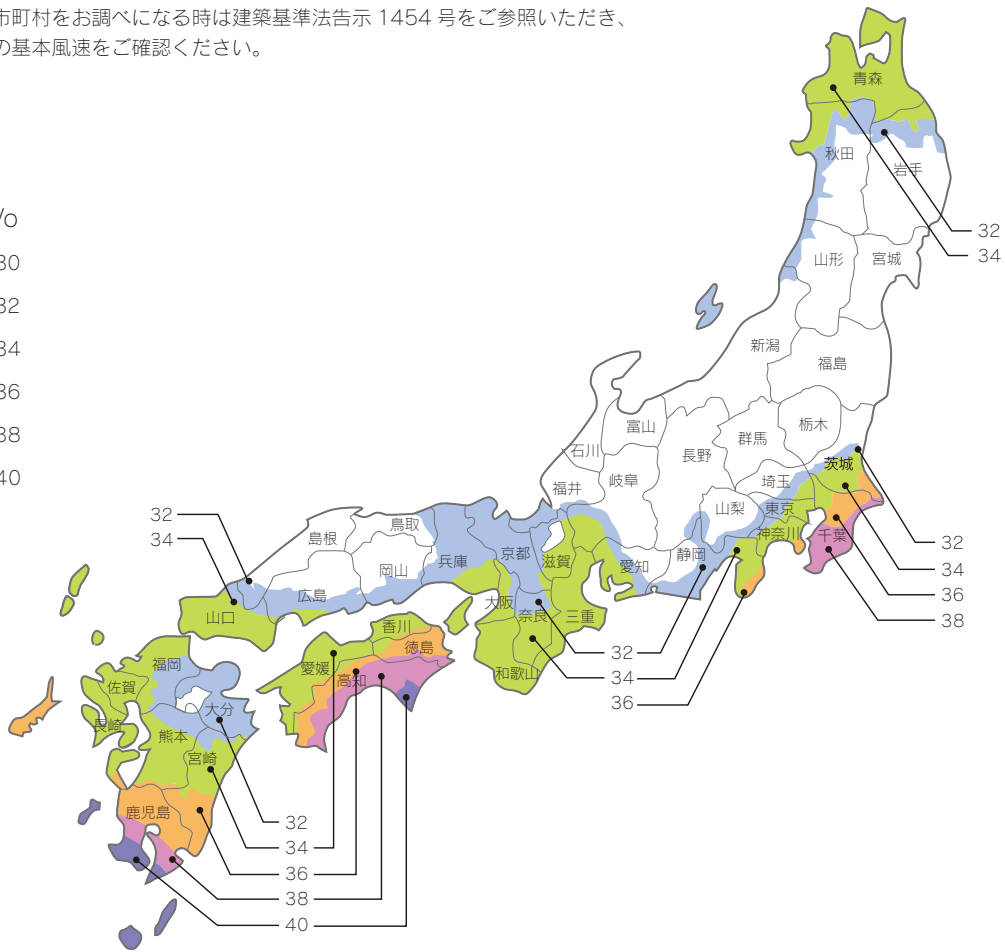 市町村をお調べになる時は建築基準法告示 1454 号をご参照いただき、
の基本風速をご確認ください。
青森
秋田
岩手
32
34
山形
宮城
/o
30
32
34
36
38
40
新潟
福島
富山
石川
長野
群馬
栃木
茨城
岐阜
福井
埼玉
山梨
東京
神奈川
千葉
32
34
36
38
32
34
鳥取
島根
岡山
兵庫
京都
滋賀
愛知
静岡
広島
山口
大阪
奈良
三重
和歌山
32
34
36
香川
徳島
愛媛
高知
福岡
佐賀
長崎
大分
熊本
宮崎
鹿児島
32
34
36
38
40